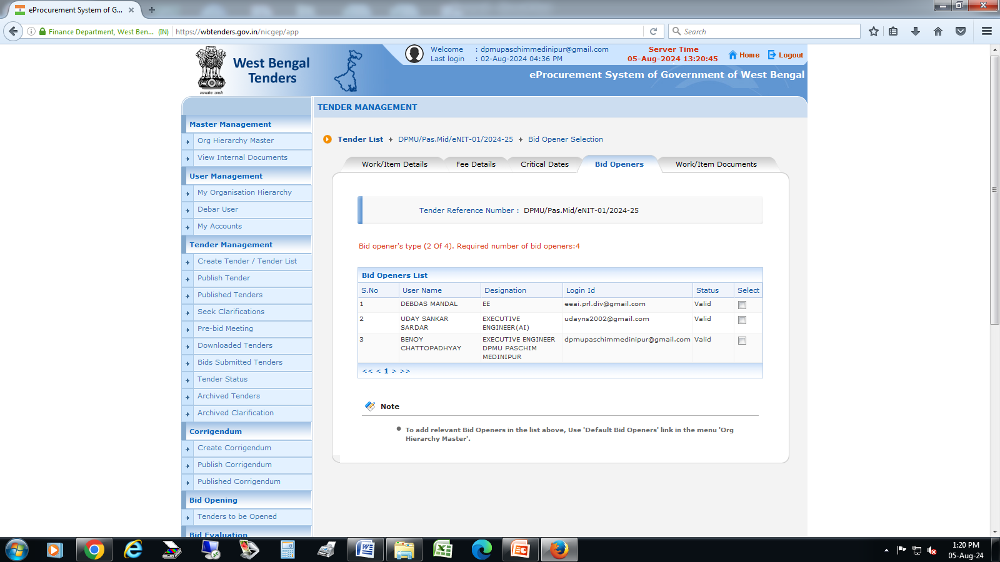 eProcurement System of G...
Finance Department, West Ben... (IN)
https://wbtenders.gov.in/nicgep/app
Search
सत्यमेव जयते
West Bengal
Tenders
Welcome : dpmupaschimmedinipur@gmail.com
Last login : 02-Aug-2024 04:36 PM
Server Time
05-Aug-2024 13:20:45
Home
Logout
eProcurement System of Government of West Bengal
TENDER MANAGEMENT
Master Management
Org Hierarchy Master
View Internal Documents
User Management
My Organisation Hierarchy
Debar User
My Accounts
Tender Management
Create Tender / Tender List
Publish Tender
Published Tenders
Seek Clarifications
Pre-bid Meeting
Downloaded Tenders
Bids Submitted Tenders
Tender Status
Archived Tenders
Archived Clarification
Corrigendum
Create Corrigendum
Publish Corrigendum
Published Corrigendum
Bid Opening
Tenders to be Opened
Bid Evaluation
Tender List DPMU/Pas.Mid/eNIT-01/2024-25 Bid Opener Selection
Work/Item Details Fee Details Critical Dates Bid Openers Work/Item Documents
Tender Reference Number : DPMU/Pas.Mid/eNIT-01/2024-25
Bid opener's type (2 Of 4). Required number of bid openers:4
Bid Openers List
S.No User Name Designation Login Id Status Select
1 DEBDAS MANDAL EE eeai.prl.div@gmail.com Valid
2 UDAY SANKAR SARDAR EXECUTIVE ENGINEER(AI) udayns2002@gmail.com Valid
3 BENOY CHATTOPADHYAY EXECUTIVE ENGINEER DPMU PASCHIM MEDINIPUR dpmupaschimmedinipur@gmail.com Valid
<< < 1 > >>
Note
To add relevant Bid Openers in the list above, Use 'Default Bid Openers' link in the menu 'Org
Hierarchy Master'.
1:20 PM
05-Aug-24